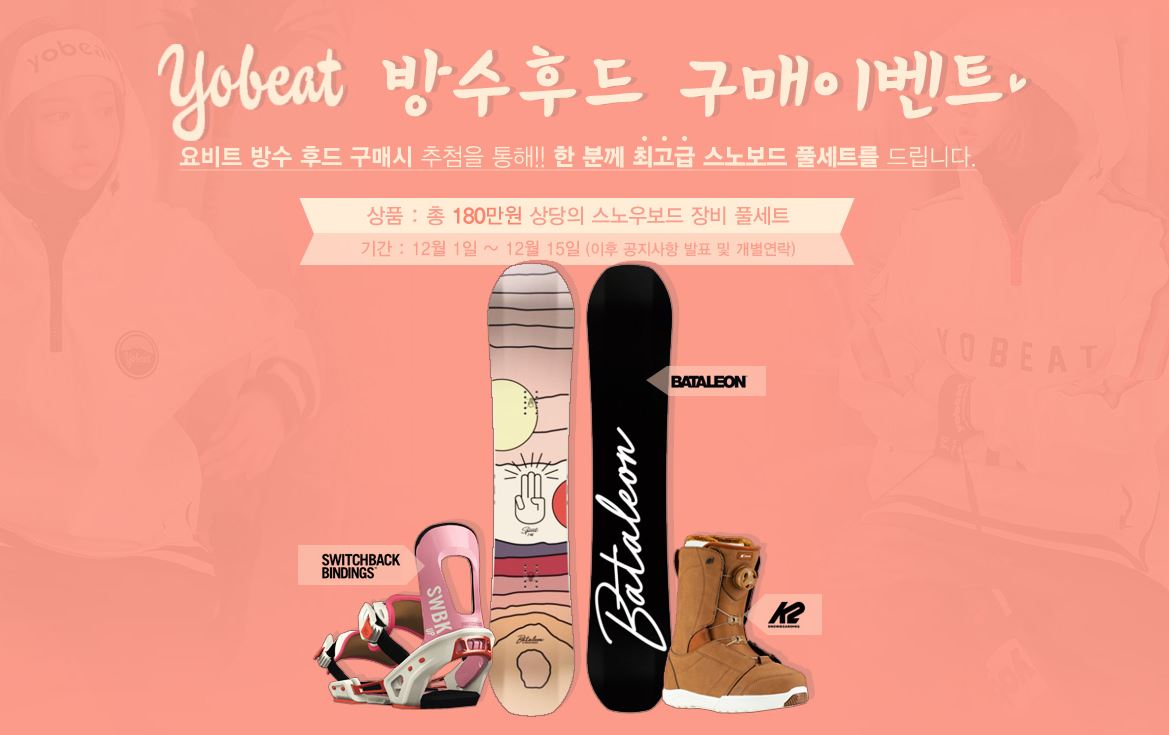 yobeat
Yobeat 방수후드 구매이벤트
요비트 방수 후드 구매시 추첨을 통해!! 한 분께 최고급 스노보드 풀세트를 드립니다.
상품 : 총 180만원 상당의 스노우보드 장비 풀세트
기간 : 12월 1일 ~ 12월 15일 (이후 공지사항 발표 및 개별연락)
Yobeat
YOBEAT
BATALEON
Bataleon
SWITCHBACK
BINDINGS
SWBK
K2
SNOWBOARDING
Bataleon